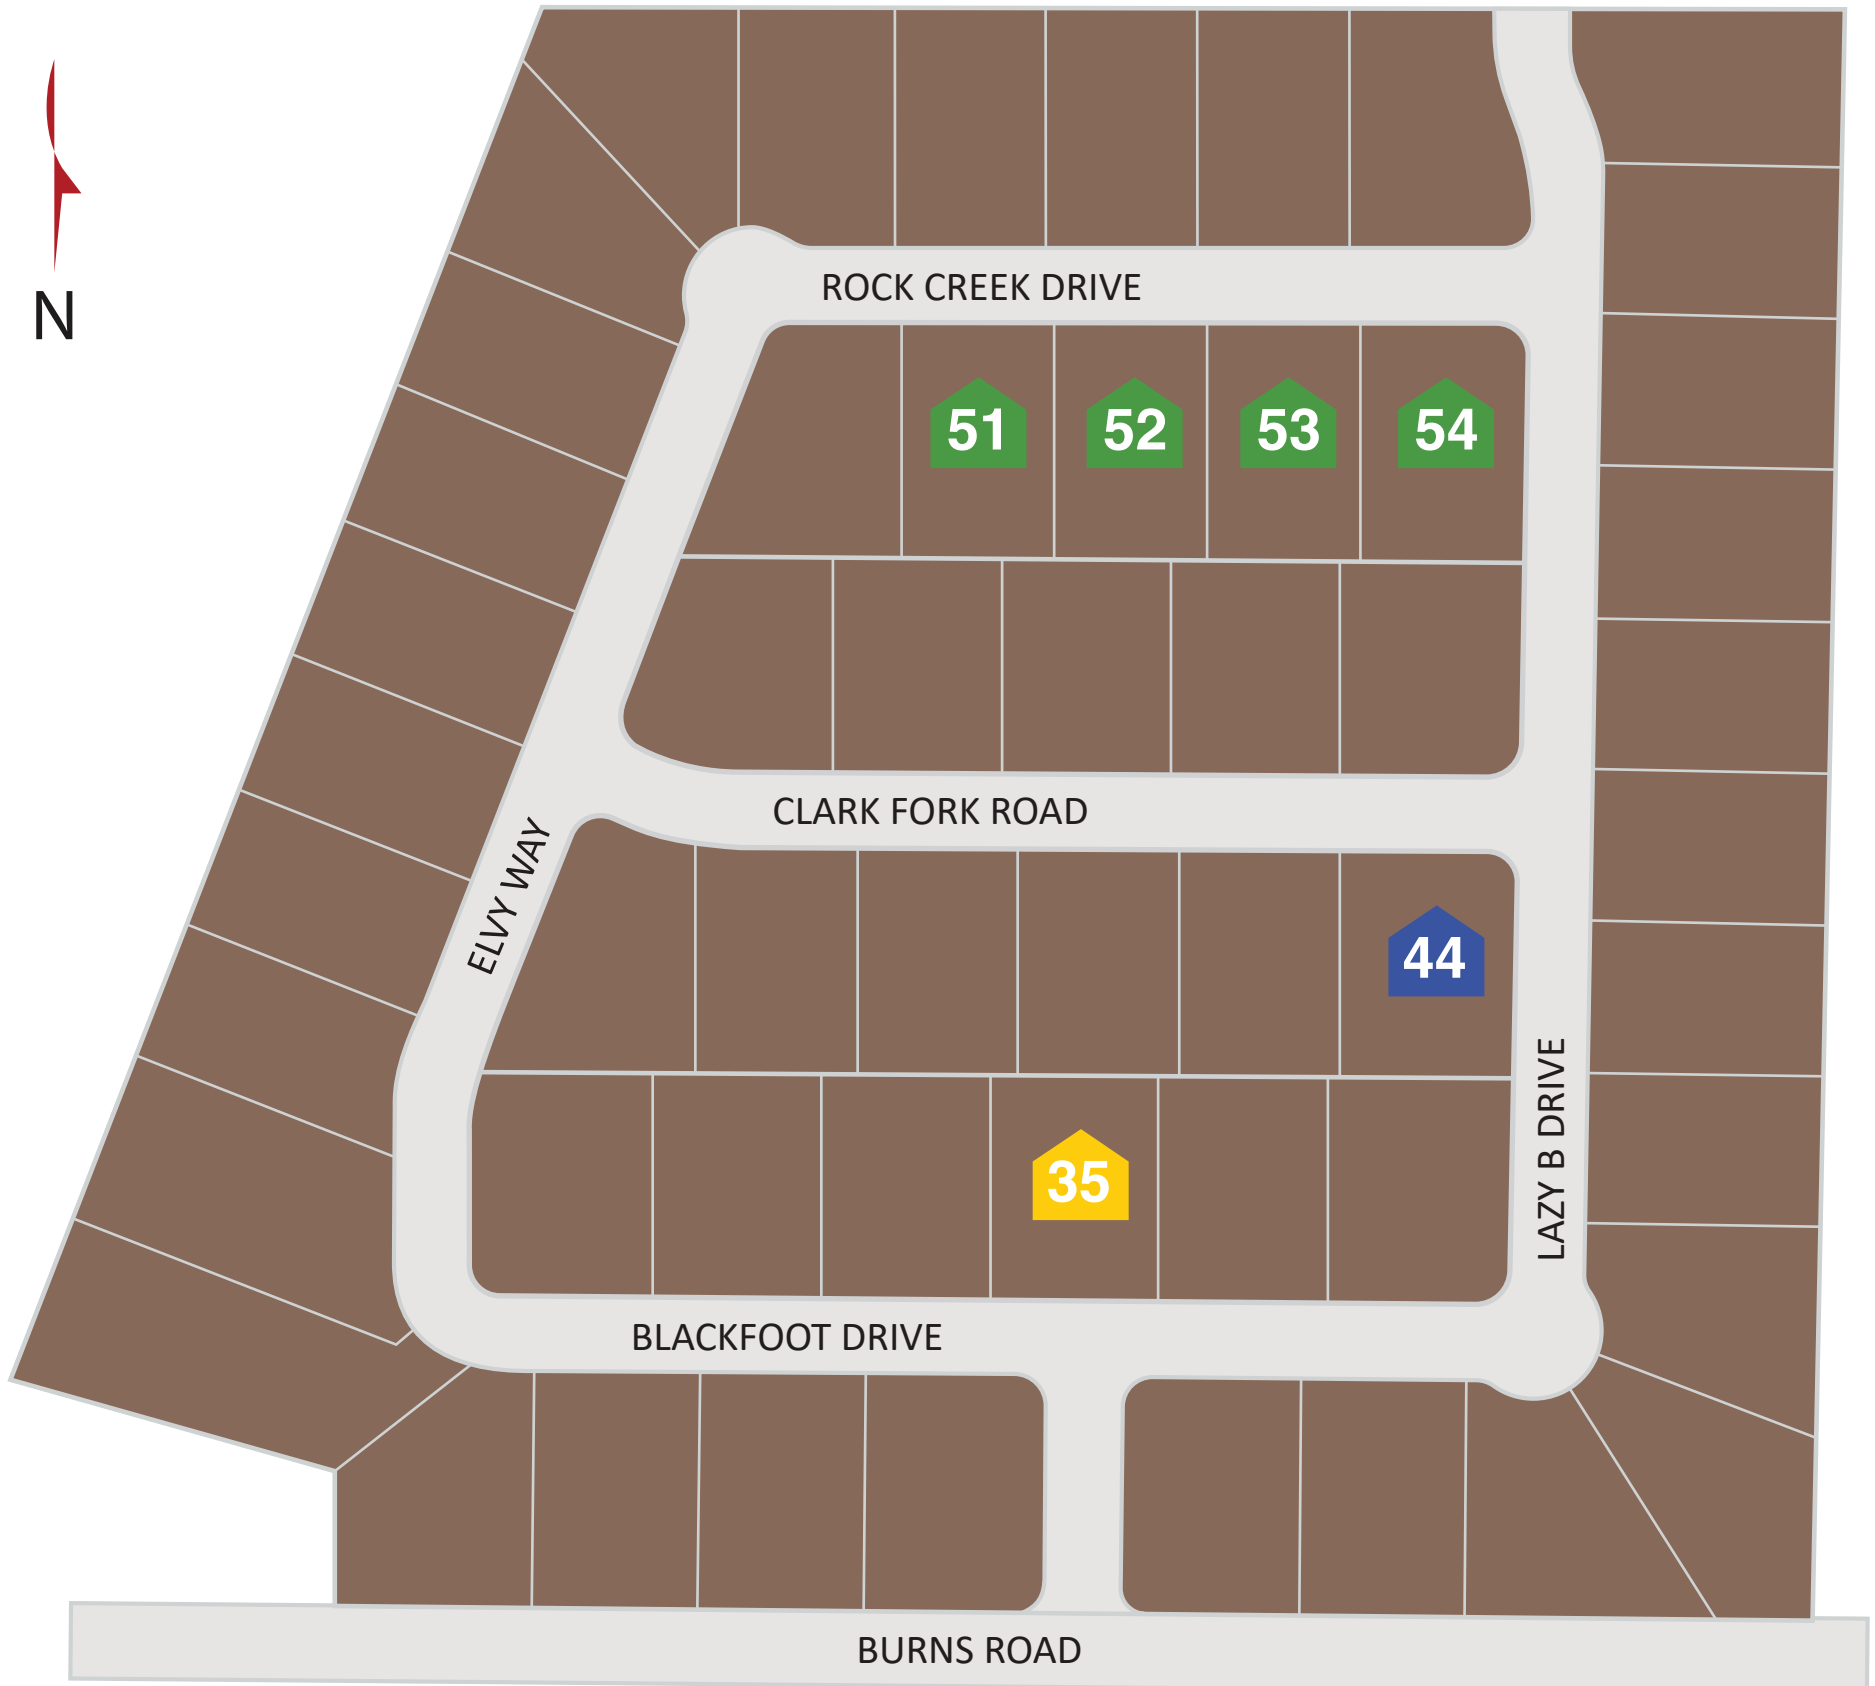 N
ROCK CREEK DRIVE
51
52
53
54
CLARK FORK ROAD
ELVY WAY
44
LAZY B DRIVE
35
BLACKFOOT DRIVE
BURNS ROAD